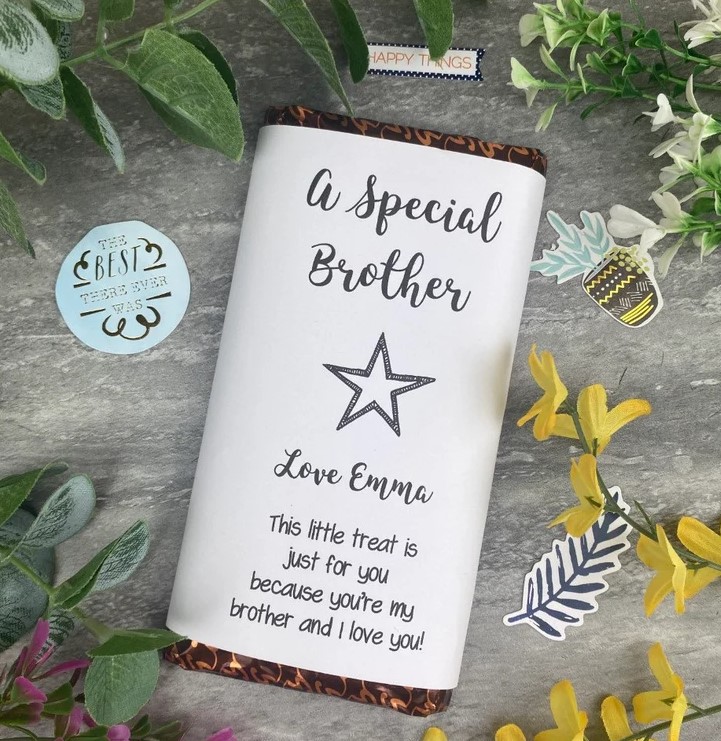 HAPPY THINGS
A Special
Brother
THE
BEST
THERE EVER
WAS
Love Emma
This little treat is
just for you
because you're my
brother and I love you!